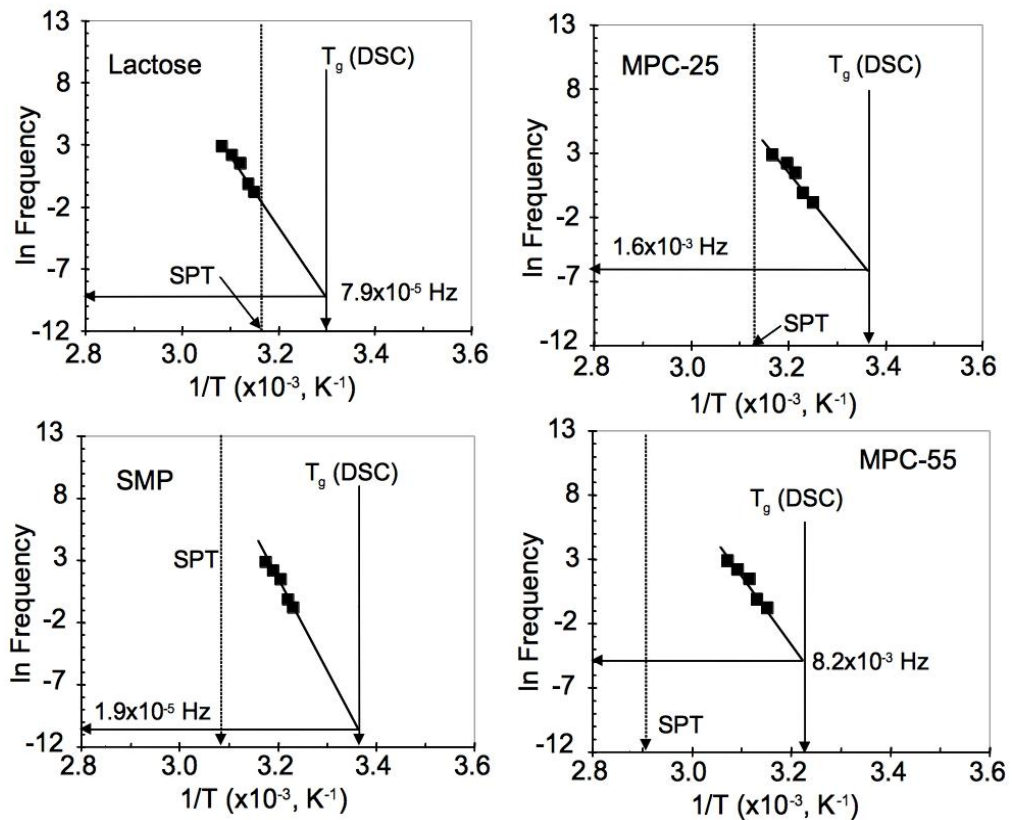 13
8
3
-2
-7
-12
ln Frequency
Lactose
T_g (DSC)
SPT
7.9x10⁻⁵ Hz
2.8 3.0 3.2 3.4 3.6
1/T (x10⁻³, K⁻¹)
13
8
3
-2
-7
-12
ln Frequency
MPC-25
T_g (DSC)
1.6x10⁻³ Hz
SPT
2.8 3.0 3.2 3.4 3.6
1/T (x10⁻³, K⁻¹)
13
8
3
-2
-7
-12
ln Frequency
SMP
T_g (DSC)
SPT
1.9x10⁻⁵ Hz
2.8 3.0 3.2 3.4 3.6
1/T (x10⁻³, K⁻¹)
13
8
3
-2
-7
-12
ln Frequency
MPC-55
T_g (DSC)
8.2x10⁻³ Hz
SPT
2.8 3.0 3.2 3.4 3.6
1/T (x10⁻³, K⁻¹)